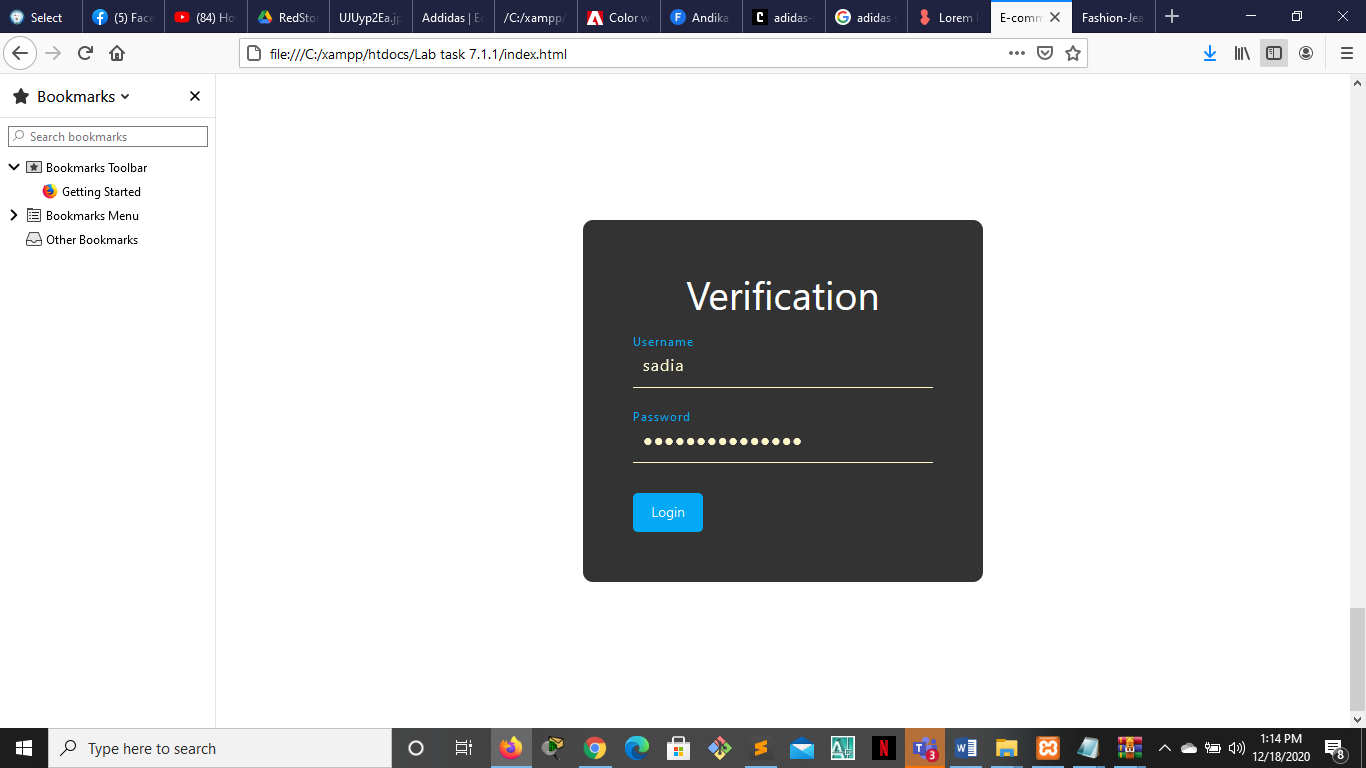 Select
(5) Face
(84) Ho
RedSto
UJUyp2Ea.jp
Addidas | E
/C:/xampp/
Color w
Andika
adidas-
adidas
Lorem
E-comm
Fashion-Jea
file:///C:/xampp/htdocs/Lab task 7.1.1/index.html
Bookmarks
Search bookmarks
Bookmarks Toolbar
Getting Started
Bookmarks Menu
Other Bookmarks
Verification
Username
sadia
Password
Login
Type here to search
3
1:14 PM
12/18/2020
8